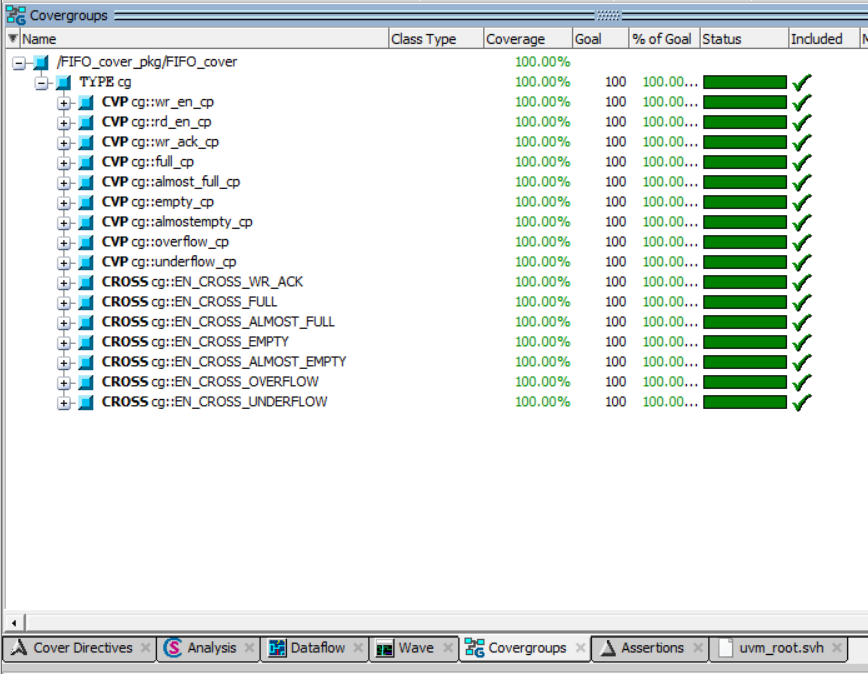 Covergroups
Name Class Type Coverage Goal % of Goal Status Included M
/FIFO_cover_pkg/FIFO_cover 100.00%
TYPE cg 100.00% 100 100.00...
CVP cg::wr_en_cp 100.00% 100 100.00...
CVP cg::rd_en_cp 100.00% 100 100.00...
CVP cg::wr_ack_cp 100.00% 100 100.00...
CVP cg::full_cp 100.00% 100 100.00...
CVP cg::almost_full_cp 100.00% 100 100.00...
CVP cg::empty_cp 100.00% 100 100.00...
CVP cg::almostempty_cp 100.00% 100 100.00...
CVP cg::overflow_cp 100.00% 100 100.00...
CVP cg::underflow_cp 100.00% 100 100.00...
CROSS cg::EN_CROSS_WR_ACK 100.00% 100 100.00...
CROSS cg::EN_CROSS_FULL 100.00% 100 100.00...
CROSS cg::EN_CROSS_ALMOST_FULL 100.00% 100 100.00...
CROSS cg::EN_CROSS_EMPTY 100.00% 100 100.00...
CROSS cg::EN_CROSS_ALMOST_EMPTY 100.00% 100 100.00...
CROSS cg::EN_CROSS_OVERFLOW 100.00% 100 100.00...
CROSS cg::EN_CROSS_UNDERFLOW 100.00% 100 100.00...
Cover Directives Analysis Dataflow Wave Covergroups Assertions uvm_root.svh